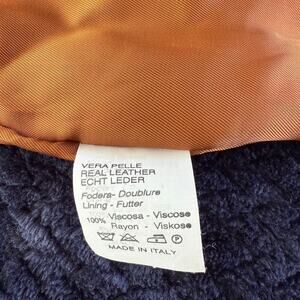 VERA PELLE
REAL LEATHER
ECHT LEDER
Fodera- Doublure
Lining - Futter
100% Viscosa - Viscose
Rayon - Viskose
MADE IN ITALY